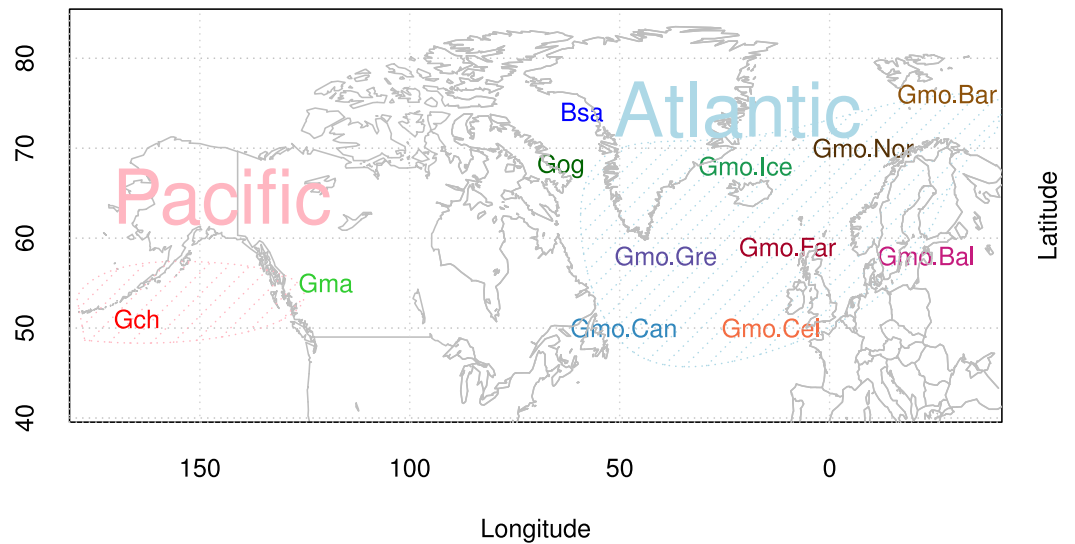 80
70
60
50
40
Atlantic
Gmo.Bar
Bsa
Gmo.Nor
Gog
Gmo.Ice
Pacific
Gmo.Far
Gmo.Gre
Gmo.Bal
Gma
Gch
Gmo.Can
Gmo.Cel
Latitude
150 100 50 0
Longitude